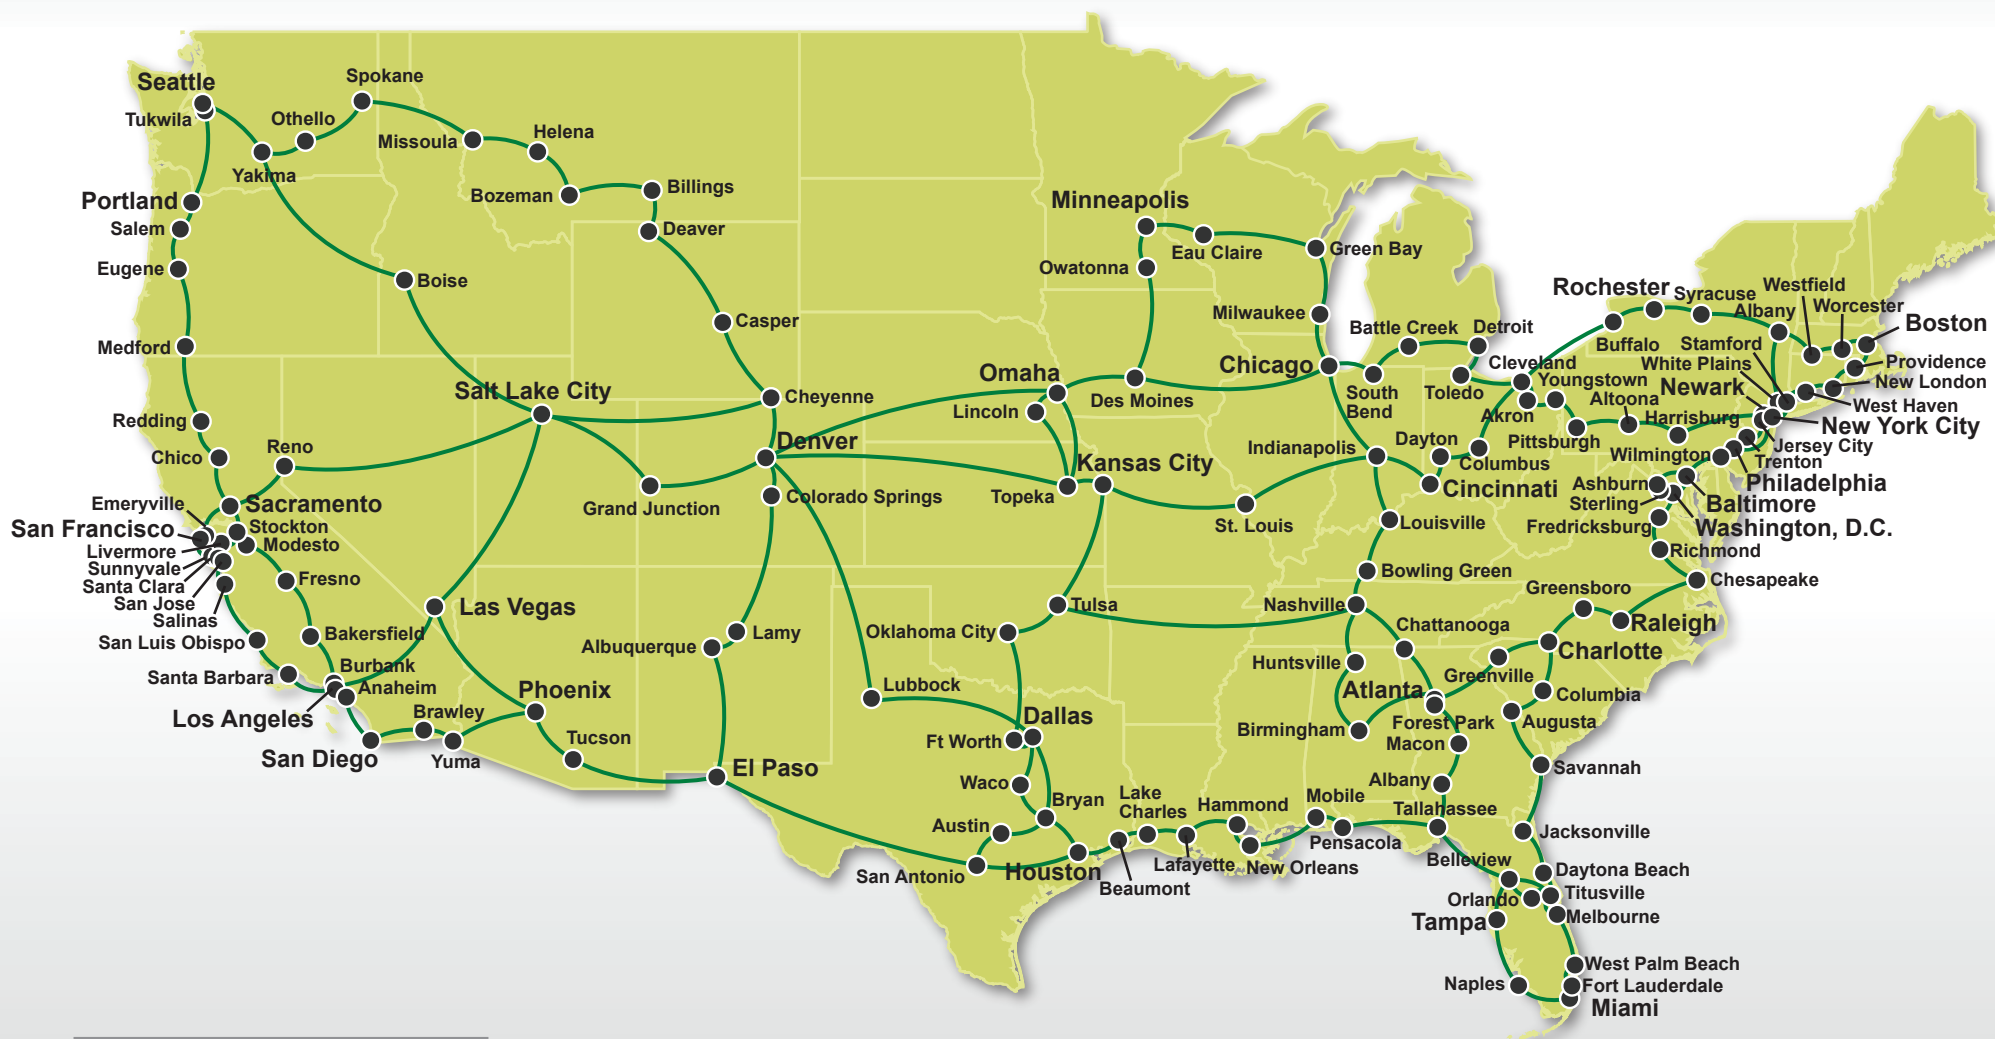 Seattle
Tukwila
Spokane
Othello
Yakima
Missoula
Helena
Bozeman
Billings
Deaver
Portland
Salem
Eugene
Boise
Medford
Casper
Redding
Chico
Reno
Salt Lake City
Cheyenne
Denver
Grand Junction
Colorado Springs
Emeryville
Sacramento
San Francisco
Stockton
Livermore
Modesto
Sunnyvale
Santa Clara
San Jose
Salinas
Fresno
San Luis Obispo
Bakersfield
Santa Barbara
Burbank
Anaheim
Los Angeles
Las Vegas
Brawley
San Diego
Yuma
Phoenix
Tucson
Albuquerque
Lamy
El Paso
Minneapolis
Eau Claire
Owatonna
Green Bay
Milwaukee
Chicago
Omaha
Lincoln
Des Moines
Topeka
Kansas City
St. Louis
Tulsa
Oklahoma City
Lubbock
Dallas
Ft Worth
Waco
Bryan
Austin
San Antonio
Houston
Beaumont
Lake
Charles
Lafayette
Hammond
New Orleans
Mobile
Pensacola
Battle Creek
Detroit
South
Bend
Toledo
Cleveland
Akron
Youngstown
Pittsburgh
Altoona
Harrisburg
Indianapolis
Dayton
Columbus
Cincinnati
Louisville
Bowling Green
Nashville
Chattanooga
Huntsville
Birmingham
Atlanta
Forest Park
Macon
Albany
Tallahassee
Belleview
Orlando
Tampa
Naples
Rochester
Syracuse
Buffalo
Albany
Westfield
Worcester
Boston
Providence
New London
West Haven
Stamford
White Plains
Newark
New York City
Jersey City
Trenton
Wilmington
Philadelphia
Baltimore
Ashburn
Sterling
Washington, D.C.
Fredricksburg
Richmond
Chesapeake
Greensboro
Raleigh
Charlotte
Greenville
Columbia
Augusta
Savannah
Jacksonville
Daytona Beach
Titusville
Melbourne
West Palm Beach
Fort Lauderdale
Miami